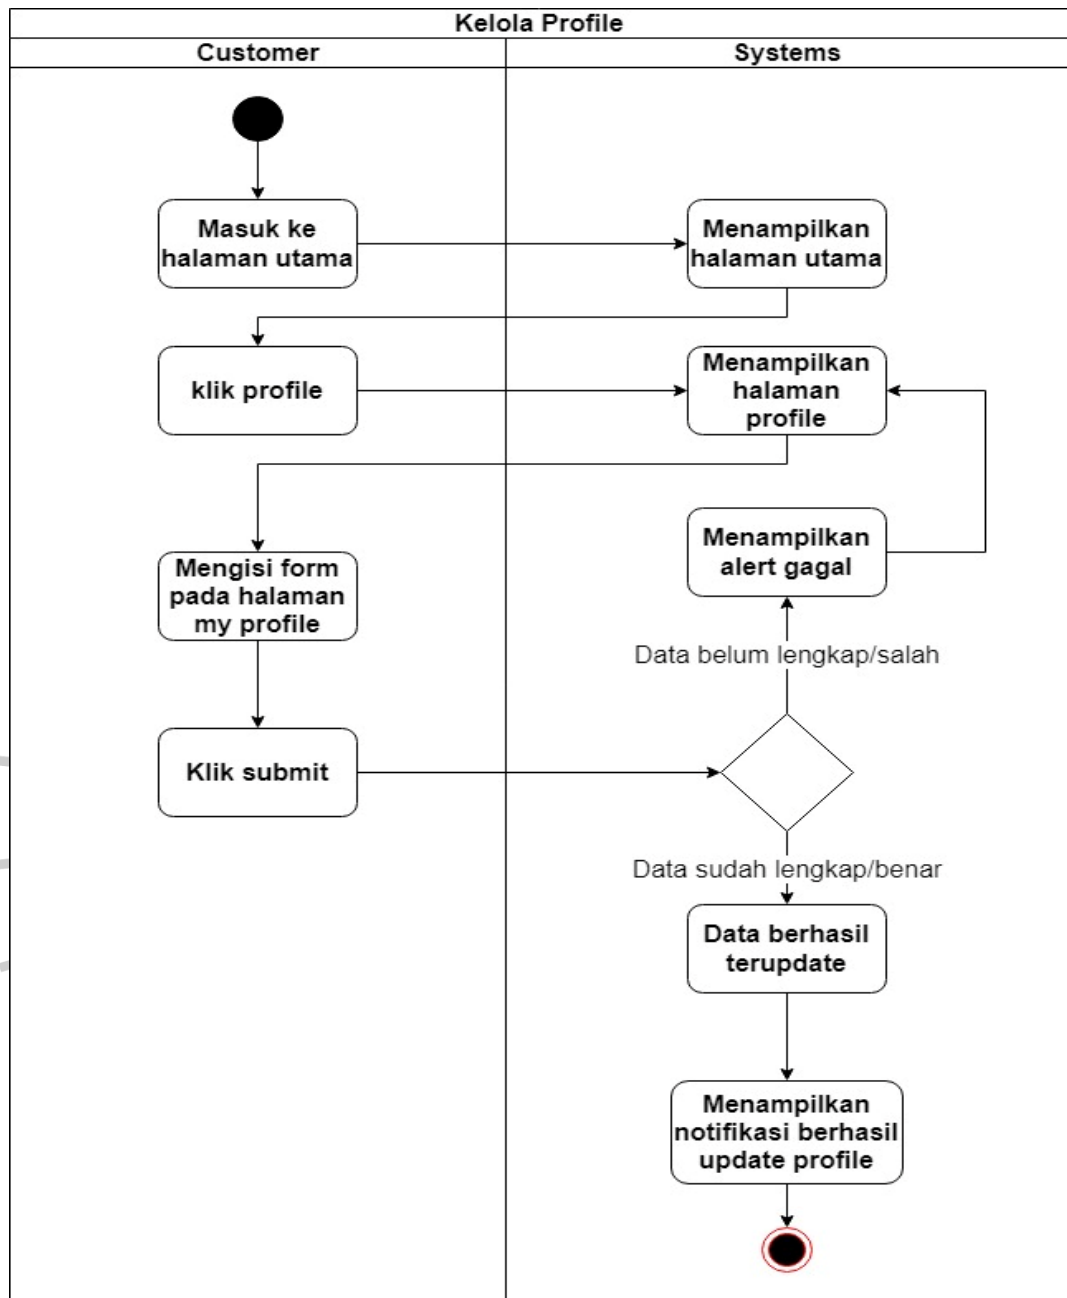 Kelola Profile
Customer
Systems
Masuk ke
halaman utama
Menampilkan
halaman utama
klik profile
Menampilkan
halaman
profile
Mengisi form
pada halaman
my profile
Menampilkan
alert gagal
Data belum lengkap/salah
Klik submit
Data sudah lengkap/benar
Data berhasil
terupdate
Menampilkan
notifikasi berhasil
update profile